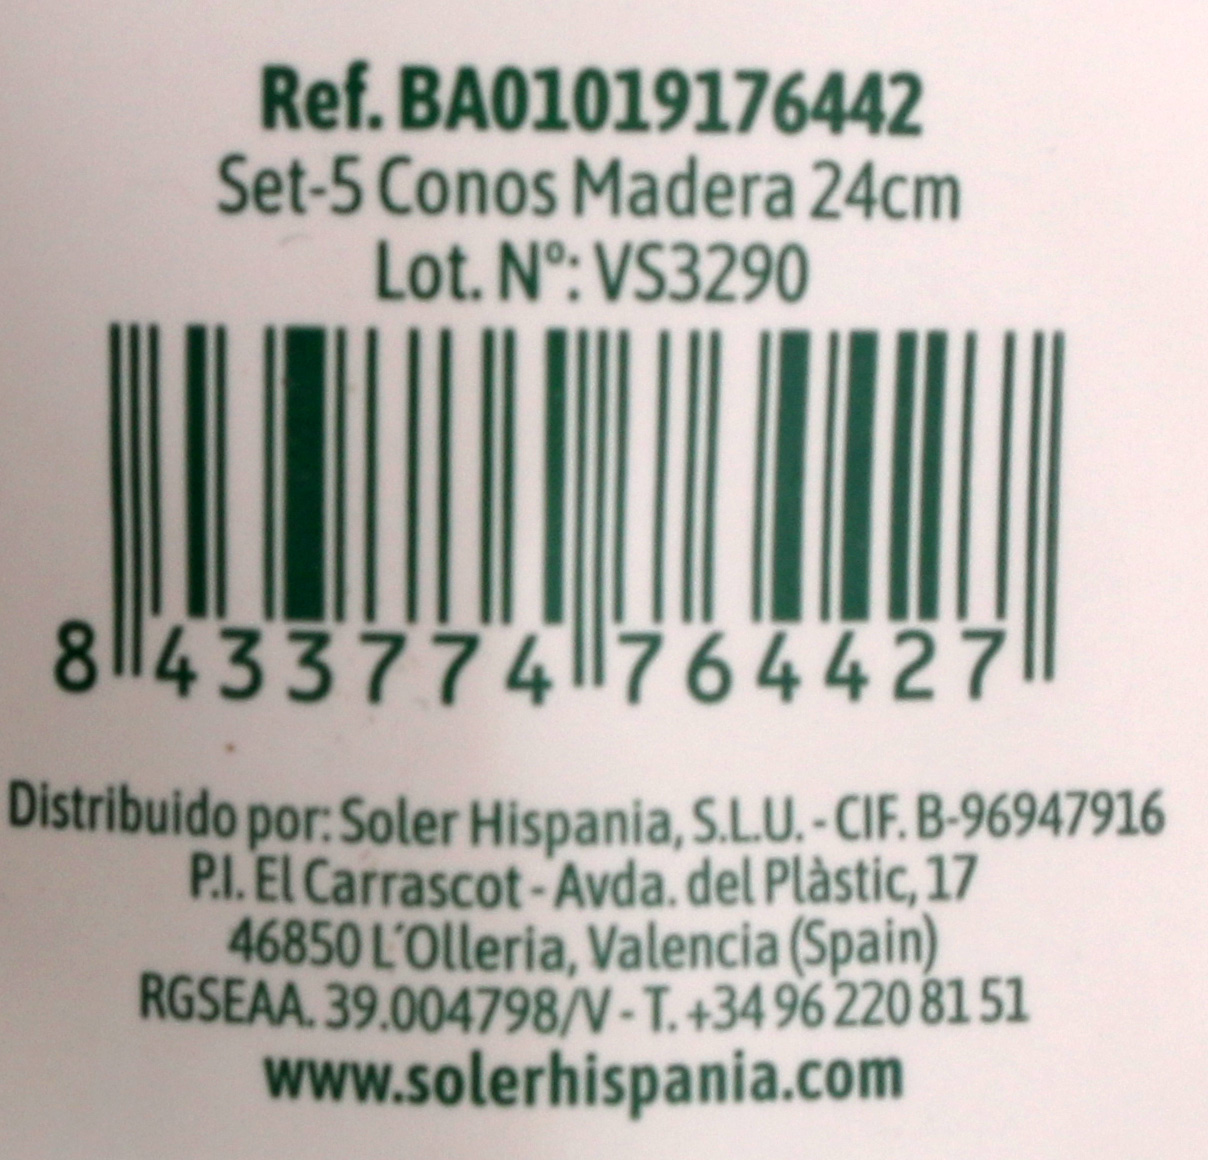 Ref. BA01019176442
Set-5 Conos Madera 24cm
Lot. Nº: VS3290
8 433774 764427
Distribuido por: Soler Hispania, S.L.U. - CIF. B-96947916
P.I. El Carrascot - Avda. del Plàstic, 17
46850 L´Olleria, Valencia (Spain)
RGSEAA. 39.004798/V - T. +34 96 220 81 51
www.solerhispania.com